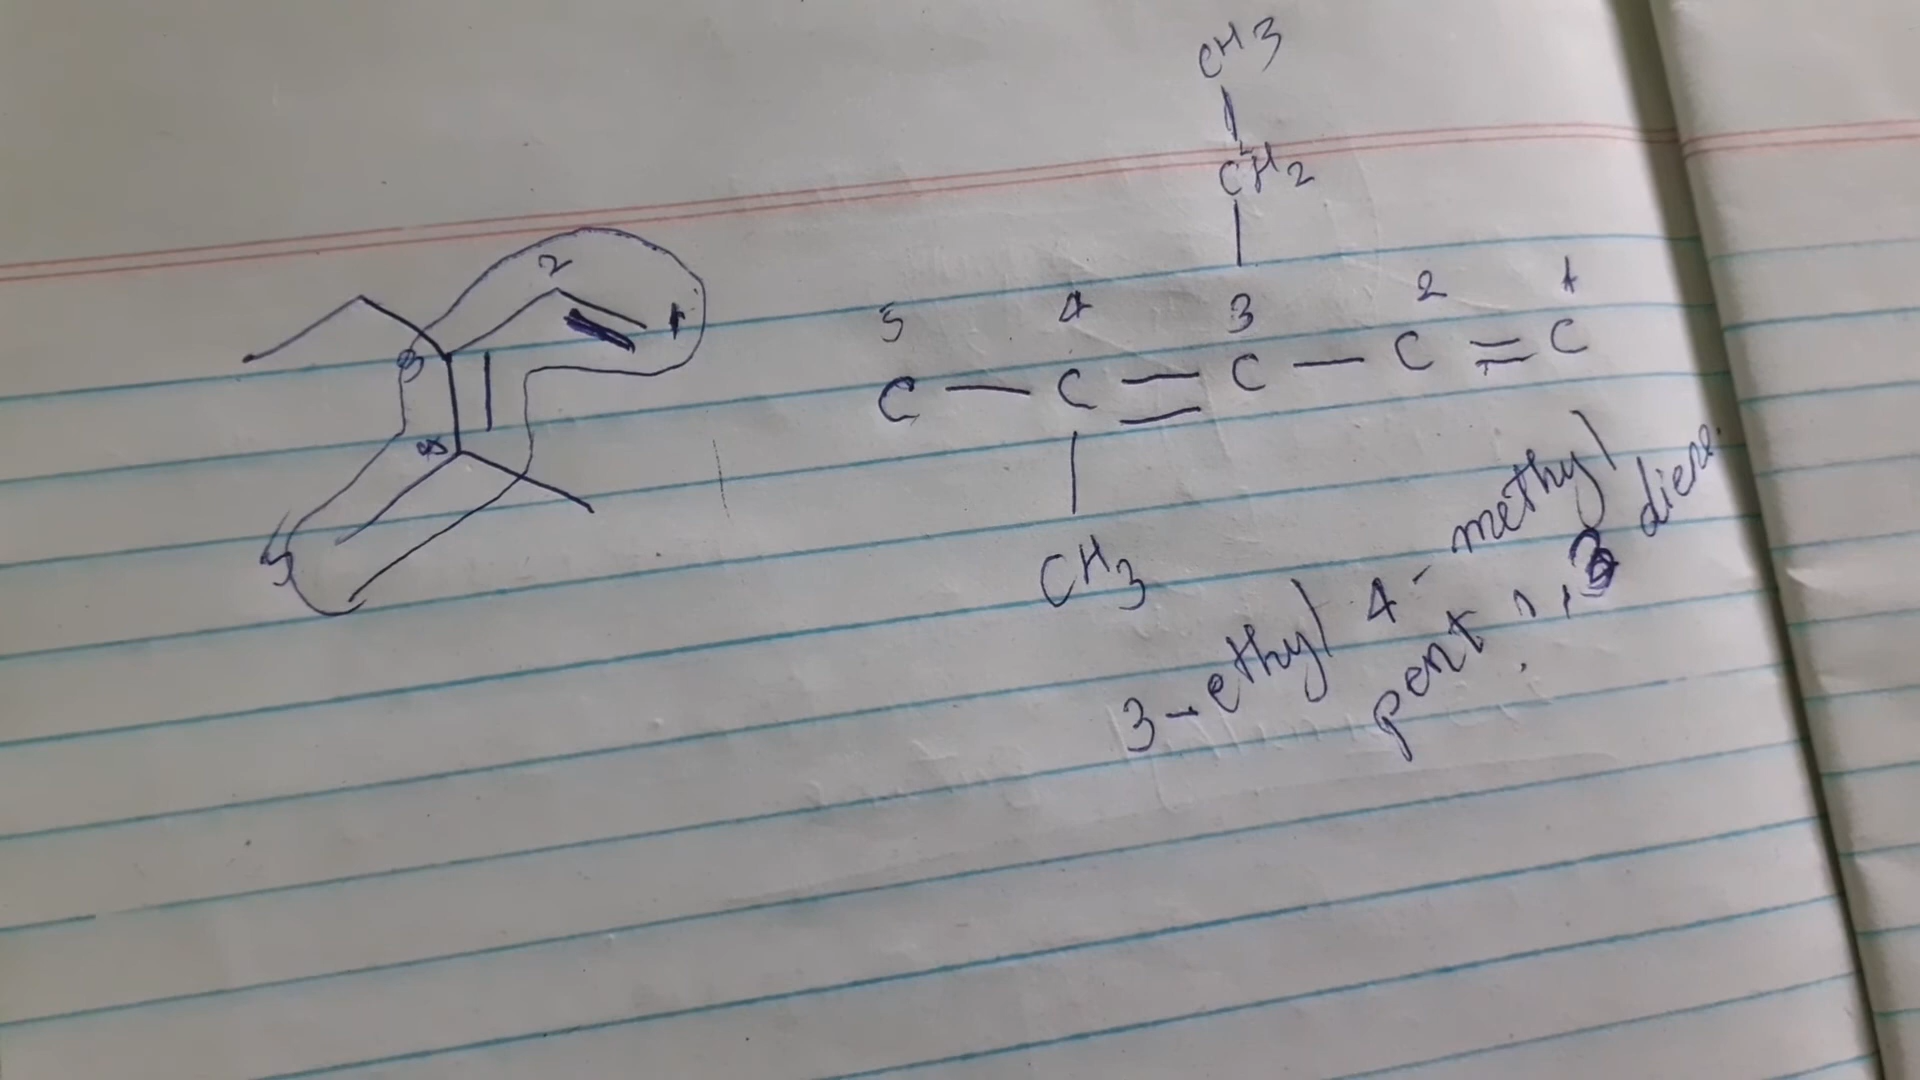 CH3
CH2
2
1
3
4
5
5 4 3 2 1
C — C = C — C = C
CH3
3-ethyl 4-methyl
pent 1,3 diene.